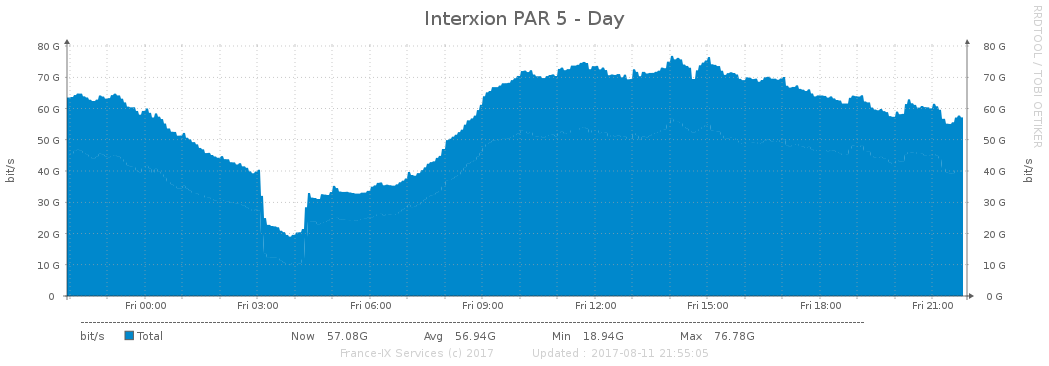 Interxion PAR 5 - Day
RRDTOOL / TOBI OETIKER
bit/s
80 G 80 G
70 G 70 G
60 G 60 G
50 G 50 G
40 G 40 G
30 G 30 G
20 G 20 G
10 G 10 G
0 0 G
bit/s
Fri 00:00 Fri 03:00 Fri 06:00 Fri 09:00 Fri 12:00 Fri 15:00 Fri 18:00 Fri 21:00
bit/s Total Now 57.08G Avg 56.94G Min 18.94G Max 76.78G
France-IX Services (c) 2017 Updated : 2017-08-11 21:55:05